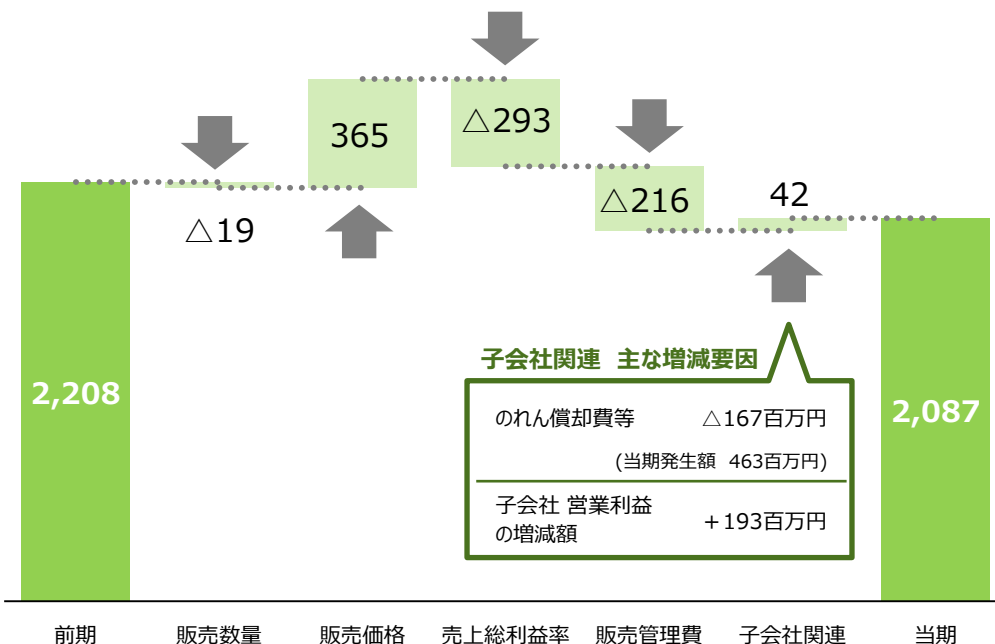 365
△293
△19
△216
42
2,208
2,087
子会社関連 主な増減要因
のれん償却費等 △167百万円
(当期発生額 463百万円)
子会社 営業利益
の増減額
＋193百万円
前期 販売数量 販売価格 売上総利益率 販売管理費 子会社関連 当期